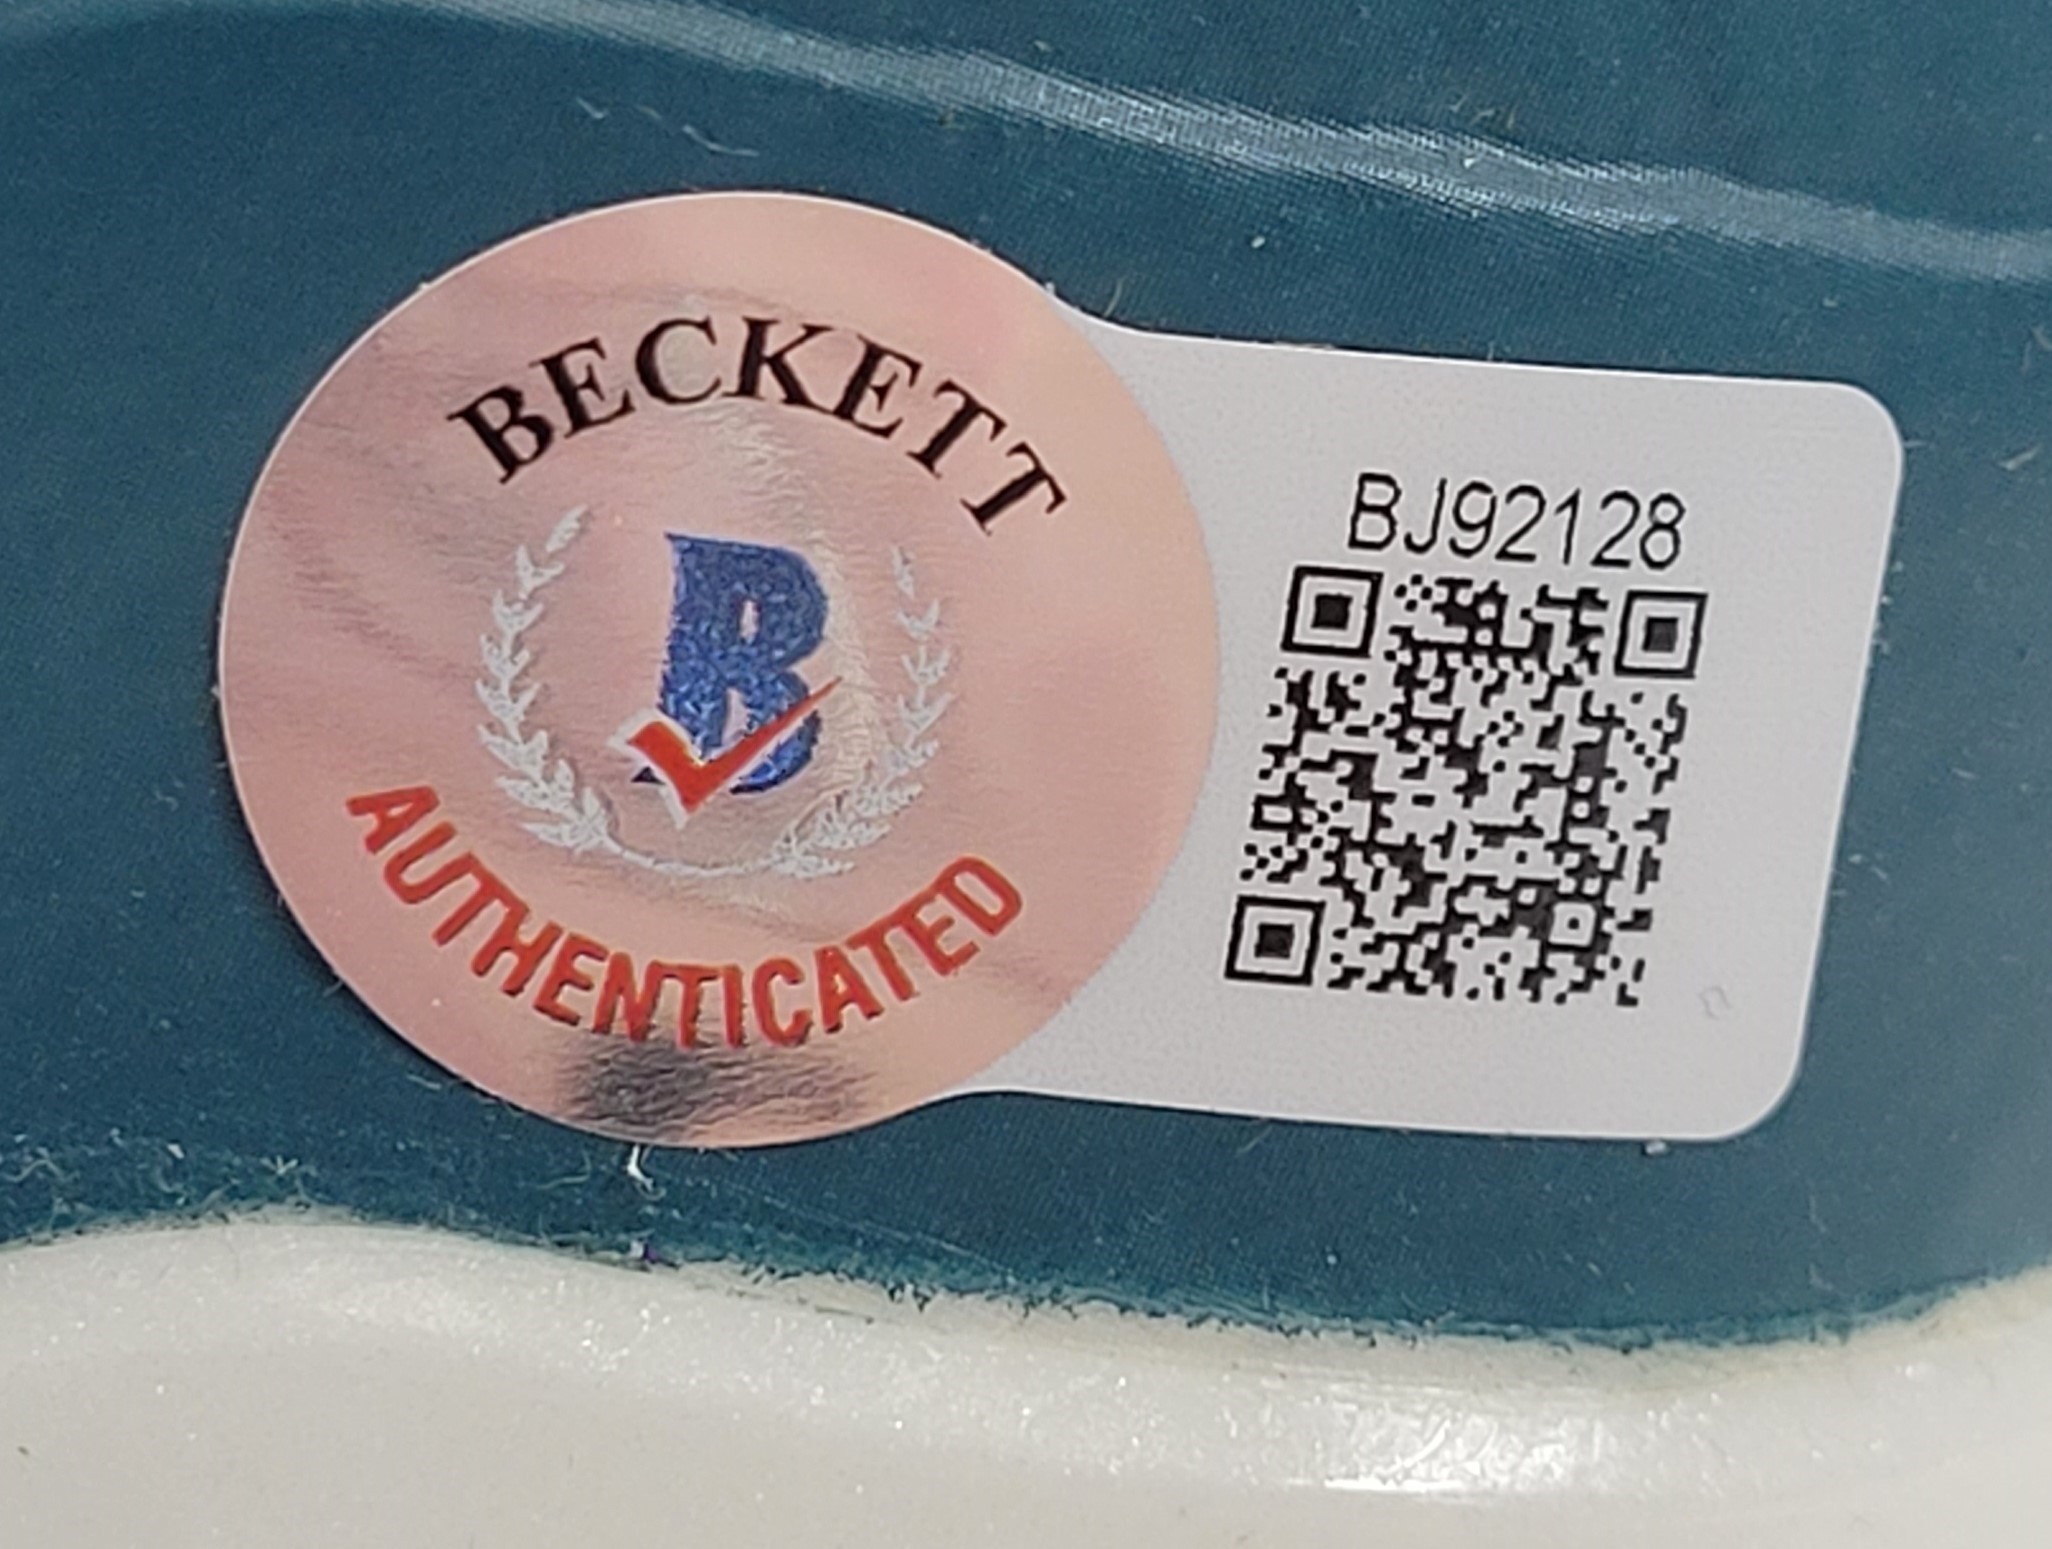 BECKETT
B
AUTHENTICATED
BJ92128